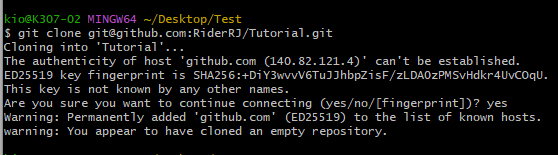 kio@K307-02 MINGW64 ~/Desktop/Test
$ git clone git@github.com:RiderRJ/Tutorial.git
Cloning into 'Tutorial'...
The authenticity of host 'github.com (140.82.121.4)' can't be established.
ED25519 key fingerprint is SHA256:+DiY3wvvV6TuJJhbpZisF/zLDA0zPMSvHdkr4UvCOqU.
This key is not known by any other names.
Are you sure you want to continue connecting (yes/no/[fingerprint])? yes
Warning: Permanently added 'github.com' (ED25519) to the list of known hosts.
warning: You appear to have cloned an empty repository.